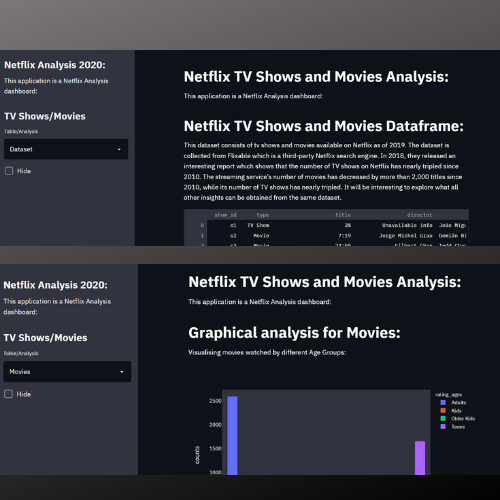 Netflix Analysis 2020:
This application is a Netflix Analysis
dashboard:
TV Shows/Movies
Table/Analysis
Dataset
Hide
Netflix TV Shows and Movies Analysis:
This application is a Netflix Analysis dashboard:
Netflix TV Shows and Movies Dataframe:
This dataset consists of tv shows and movies available on Netflix as of 2019. The dataset is
collected from Flixable which is a third-party Netflix search engine. In 2018, they released an
interesting report which shows that the number of TV shows on Netflix has nearly tripled since
2010. The streaming service's number of movies has decreased by more than 2,000 titles since
2010, while its number of TV shows has nearly tripled. It will be interesting to explore what all
other insights can be obtained from the same dataset.
show_id type title director
0 s1 TV Show 3% Unavailable info João Migu
1 s2 Movie 7:19 Jorge Michel Grau Demián Bi
Netflix Analysis 2020:
This application is a Netflix Analysis
dashboard:
TV Shows/Movies
Table/Analysis
Movies
Hide
Netflix TV Shows and Movies Analysis:
This application is a Netflix Analysis dashboard:
Graphical analysis for Movies:
Visualising movies watched by different Age Groups:
rating_ages
Adults
Kids
Older Kids
Teens
2500
2000
1500
1000
counts